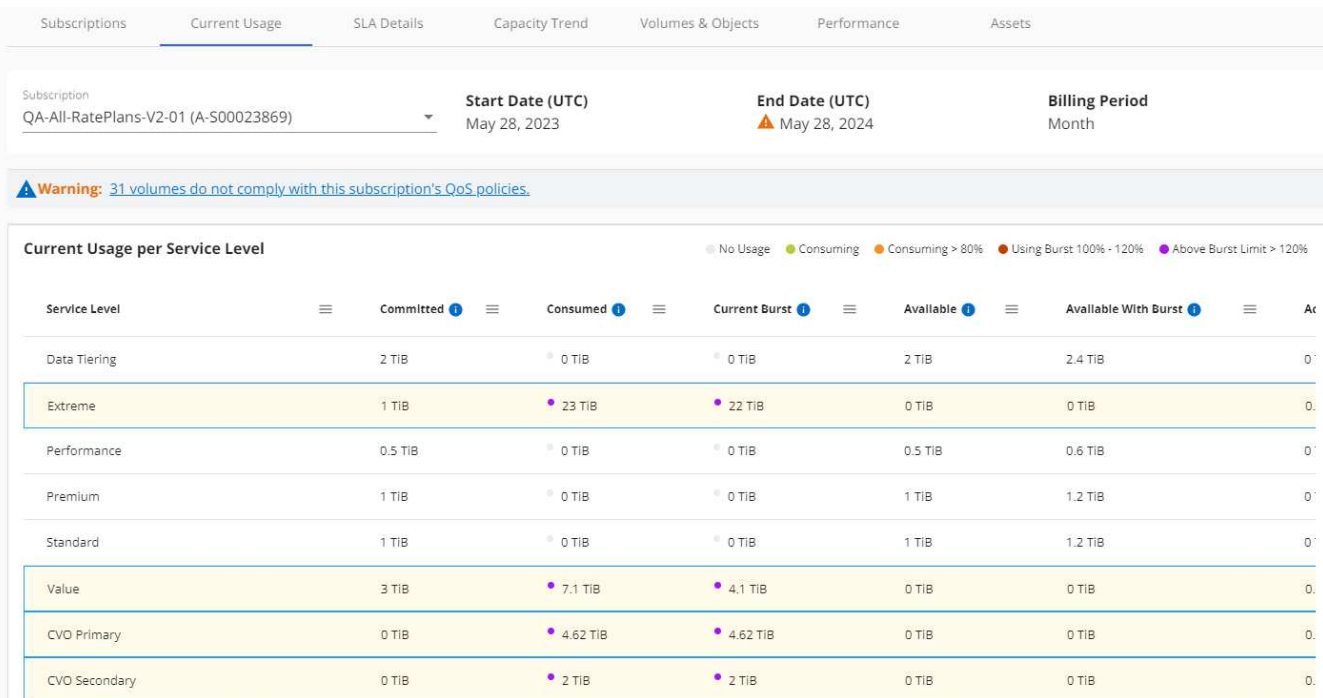 Subscriptions Current Usage SLA Details Capacity Trend Volumes & Objects Performance Assets
Subscription
QA-All-RatePlans-V2-01 (A-S00023869)
Start Date (UTC)
May 28, 2023
End Date (UTC)
May 28, 2024
Billing Period
Month
Warning: 31 volumes do not comply with this subscription's QoS policies.
Current Usage per Service Level
No Usage Consuming Consuming > 80% Using Burst 100% - 120% Above Burst Limit > 120%
Service Level Committed Consumed Current Burst Available Available With Burst
Data Tiering 2 TiB 0 TiB 0 TiB 2 TiB 2.4 TiB 0
Extreme 1 TiB 23 TiB 22 TiB 0 TiB 0 TiB 0.
Performance 0.5 TiB 0 TiB 0 TiB 0.5 TiB 0.6 TiB 0
Premium 1 TiB 0 TiB 0 TiB 1 TiB 1.2 TiB 0
Standard 1 TiB 0 TiB 0 TiB 1 TiB 1.2 TiB 0
Value 3 TiB 7.1 TiB 4.1 TiB 0 TiB 0 TiB 0.
CVO Primary 0 TiB 4.62 TiB 4.62 TiB 0 TiB 0 TiB 0.
CVO Secondary 0 TiB 2 TiB 2 TiB 0 TiB 0 TiB 0.